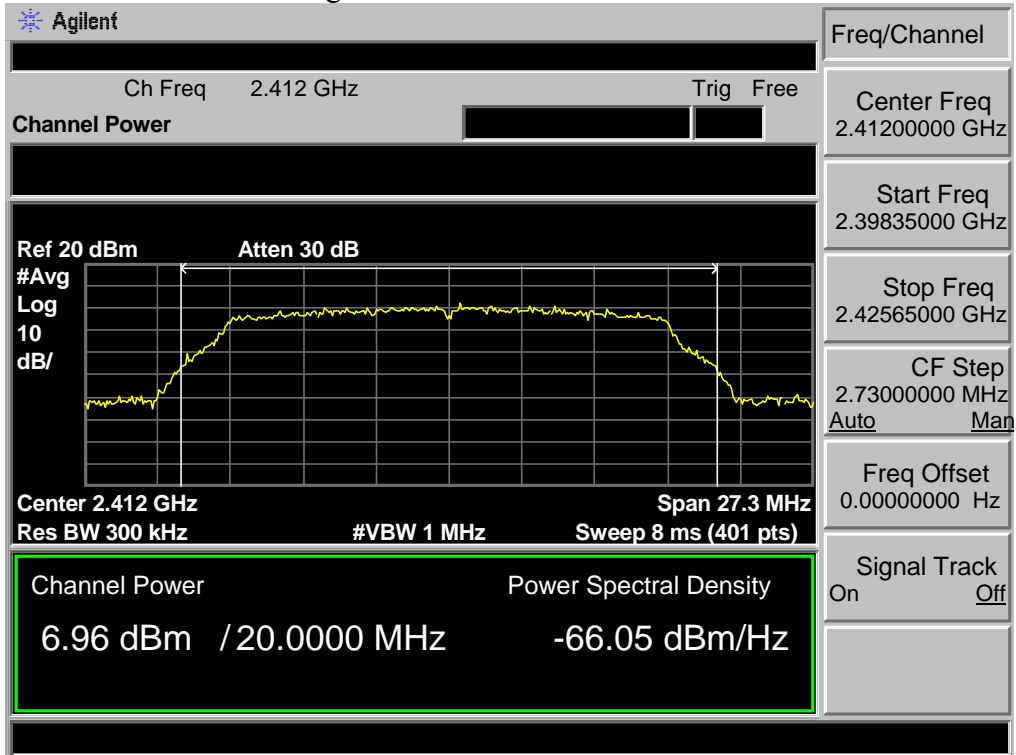 Agilent
Freq/Channel
Ch Freq 2.412 GHz Trig Free
Channel Power
Center Freq
2.41200000 GHz
Start Freq
2.39835000 GHz
Ref 20 dBm Atten 30 dB
#Avg
Log
10
dB/
Stop Freq
2.42565000 GHz
CF Step
2.73000000 MHz
Auto Man
Center 2.412 GHz Span 27.3 MHz
Res BW 300 kHz #VBW 1 MHz Sweep 8 ms (401 pts)
Freq Offset
0.00000000 Hz
Channel Power Power Spectral Density
6.96 dBm / 20.0000 MHz -66.05 dBm/Hz
Signal Track
On Off